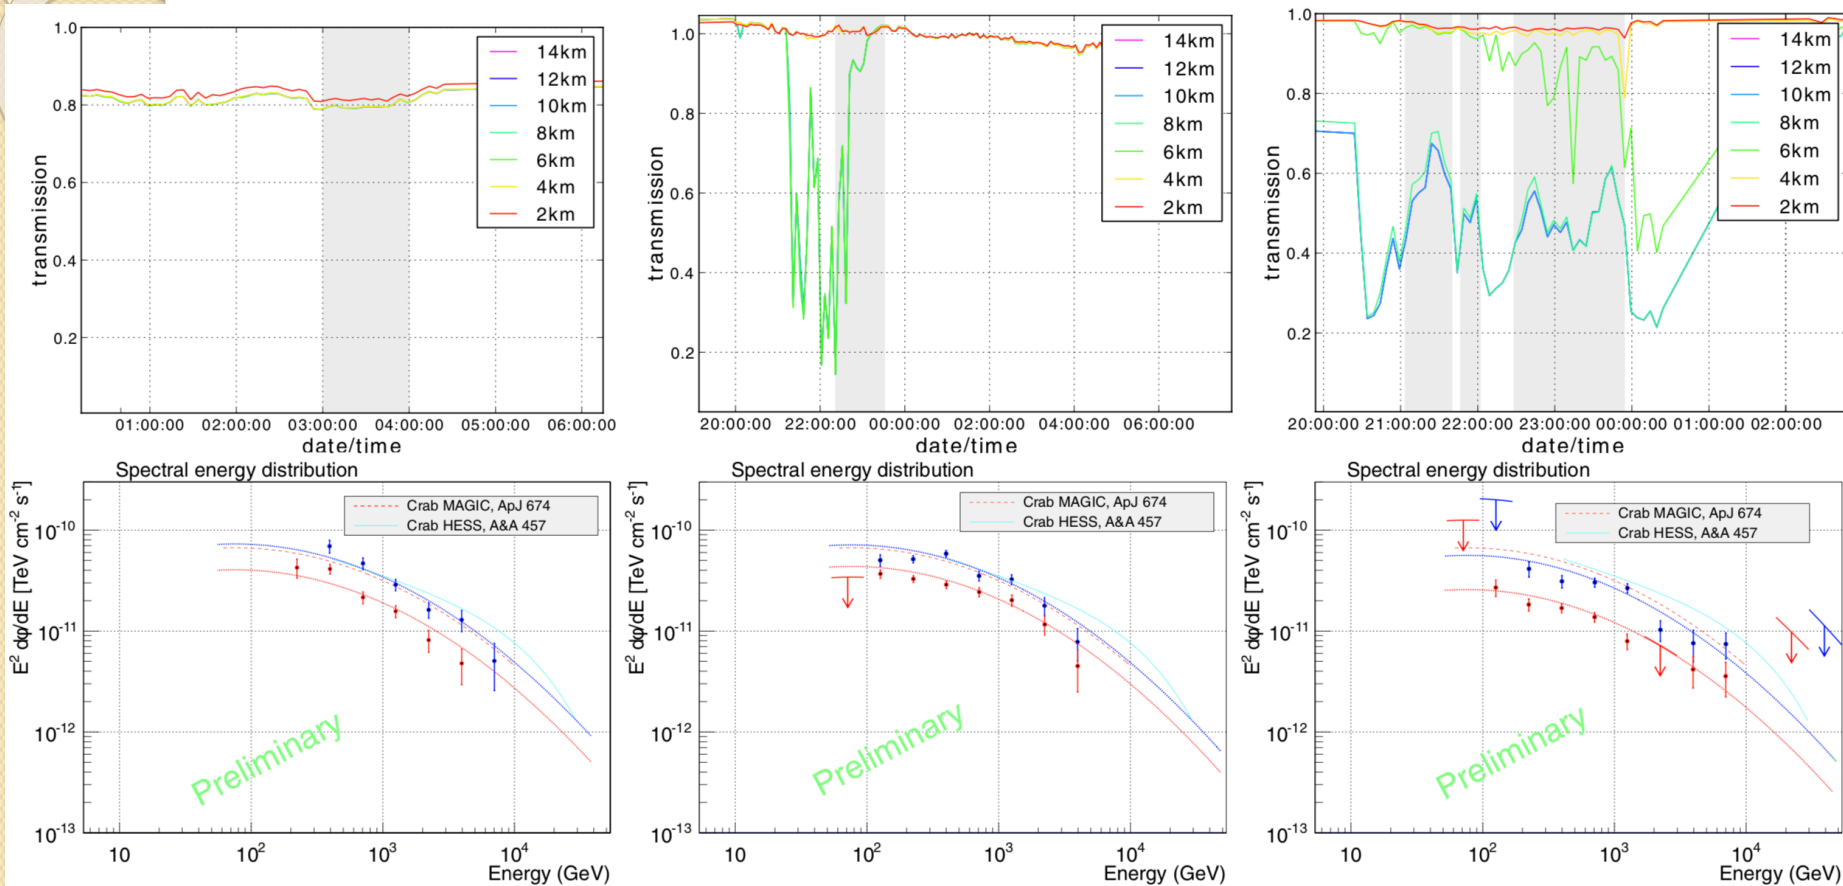 1.0
0.8
0.6
0.4
0.2
transmission
14km
12km
10km
8km
6km
4km
2km
01:00:00 02:00:00 03:00:00 04:00:00 05:00:00 06:00:00
date/time
1.0
0.8
0.6
0.4
0.2
transmission
14km
12km
10km
8km
6km
4km
2km
20:00:00 22:00:00 00:00:00 02:00:00 04:00:00 06:00:00
date/time
1.0
0.8
0.6
0.4
0.2
transmission
14km
12km
10km
8km
6km
4km
2km
20:00:00 21:00:00 22:00:00 23:00:00 00:00:00 01:00:00 02:00:00
date/time
Spectral energy distribution
E² dφ/dE [TeV cm⁻² s⁻¹]
Crab MAGIC, ApJ 674
Crab HESS, A&A 457
10⁻¹⁰
10⁻¹¹
10⁻¹²
10⁻¹³
Preliminary
10 10² 10³ 10⁴
Energy (GeV)
Spectral energy distribution
E² dφ/dE [TeV cm⁻² s⁻¹]
Crab MAGIC, ApJ 674
Crab HESS, A&A 457
10⁻¹⁰
10⁻¹¹
10⁻¹²
10⁻¹³
Preliminary
10 10² 10³ 10⁴
Energy (GeV)
Spectral energy distribution
E² dφ/dE [TeV cm⁻² s⁻¹]
Crab MAGIC, ApJ 674
Crab HESS, A&A 457
10⁻¹⁰
10⁻¹¹
10⁻¹²
10⁻¹³
Preliminary
10 10² 10³ 10⁴
Energy (GeV)